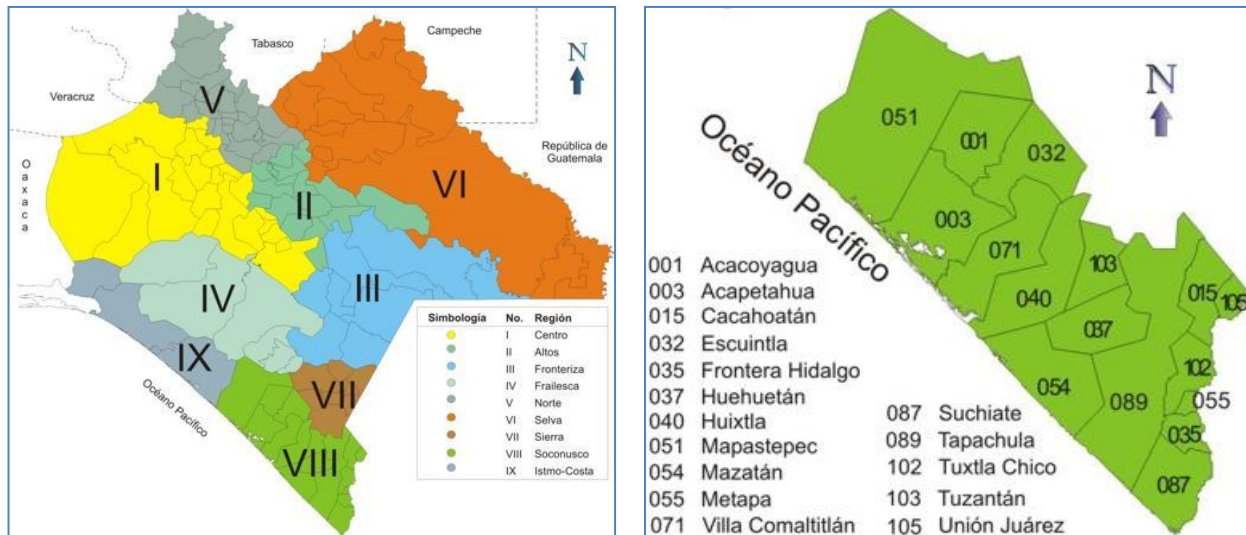 Campeche
Tabasco
N
Veracruz
V
República de
Guatemala
Oaxaca
I
VI
II
III
IV
IX
VII
VIII
Océano Pacífico
Simbología No. Región
I Centro
II Altos
III Fronteriza
IV Frailesca
V Norte
VI Selva
VII Sierra
VIII Soconusco
IX Istmo-Costa
N
Océano Pacífico
051
001
032
003
071
103
015
105
040
037
102
054
089
055
035
087
001 Acacoyagua
003 Acapetahua
015 Cacahoatán
032 Escuintla
035 Frontera Hidalgo
037 Huehuetán
040 Huixtla
051 Mapastepec
054 Mazatán
055 Metapa
071 Villa Comaltitlán
087 Suchiate
089 Tapachula
102 Tuxtla Chico
103 Tuzantán
105 Unión Juárez